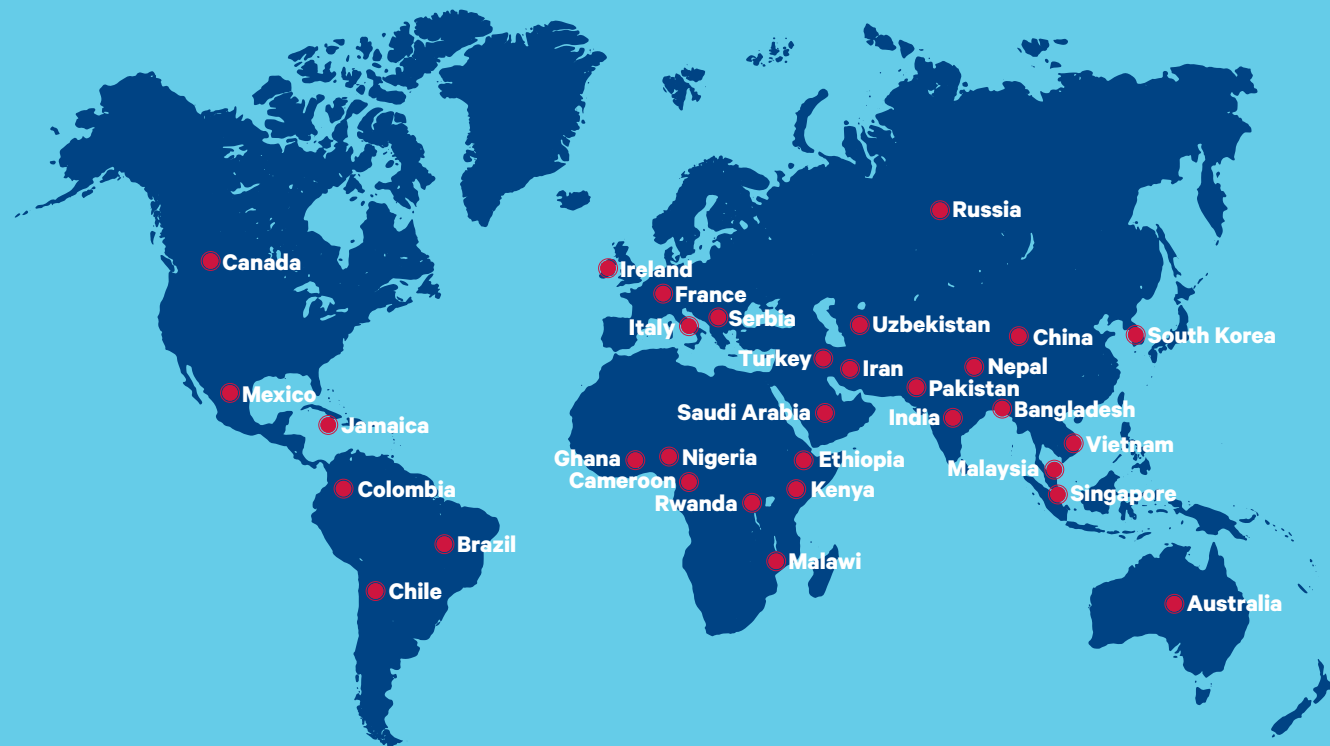 Russia
Canada
Ireland
France
Serbia
Italy
Uzbekistan
China
South Korea
Turkey
Iran
Nepal
Pakistan
Mexico
Saudi Arabia
India
Bangladesh
Jamaica
Vietnam
Ghana
Nigeria
Ethiopia
Malaysia
Cameroon
Colombia
Kenya
Singapore
Rwanda
Brazil
Malawi
Chile
Australia